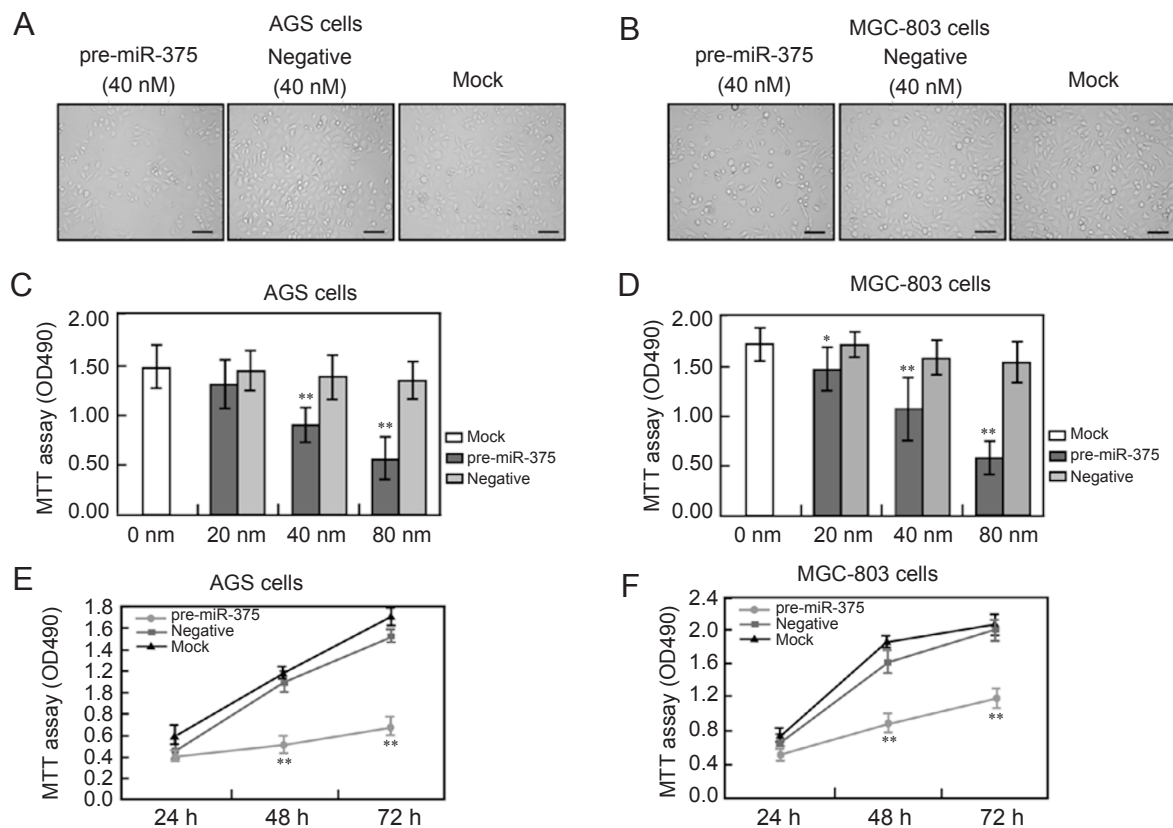 A
AGS cells
pre-miR-375
(40 nM)
Negative
(40 nM)
Mock
B
MGC-803 cells
pre-miR-375
(40 nM)
Negative
(40 nM)
Mock
C
AGS cells
MTT assay (OD490)
2.00
1.50
1.00
0.50
0.00
**
**
0 nm 20 nm 40 nm 80 nm
Mock
pre-miR-375
Negative
D
MGC-803 cells
MTT assay (OD490)
2.00
1.50
1.00
0.50
0.00
*
**
**
0 nm 20 nm 40 nm 80 nm
Mock
pre-miR-375
Negative
E
AGS cells
MTT assay (OD490)
1.8
1.8
1.6
1.2
1.8
0.8
0.6
0.4
0.2
0.0
pre-miR-375
Negative
Mock
**
**
24 h 48 h 72 h
F
MGC-803 cells
MTT assay (OD490)
2.4
2.0
1.6
1.2
0.8
0.4
0.0
pre-miR-375
Negative
Mock
**
**
24 h 48 h 72 h